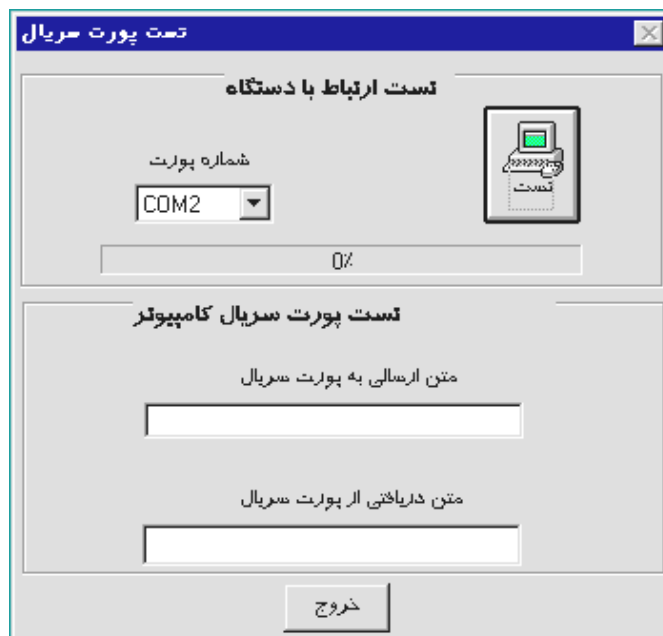 تست پورت سریال
تست ارتباط با دستگاه
شماره پورت
COM2
تست
0%
تست پورت سریال کامپیوتر
متن ارسالی به پورت سریال
متن دریافتی از پورت سریال
خروج